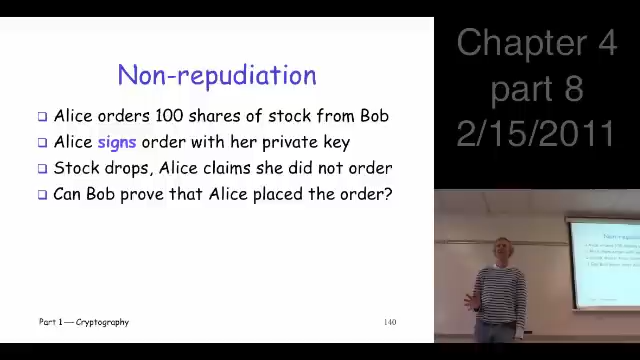 Non-repudiation
Alice orders 100 shares of stock from Bob
Alice signs order with her private key
Stock drops, Alice claims she did not order
Can Bob prove that Alice placed the order?
Part 1 — Cryptography
140
Chapter 4
part 8
2/15/2011